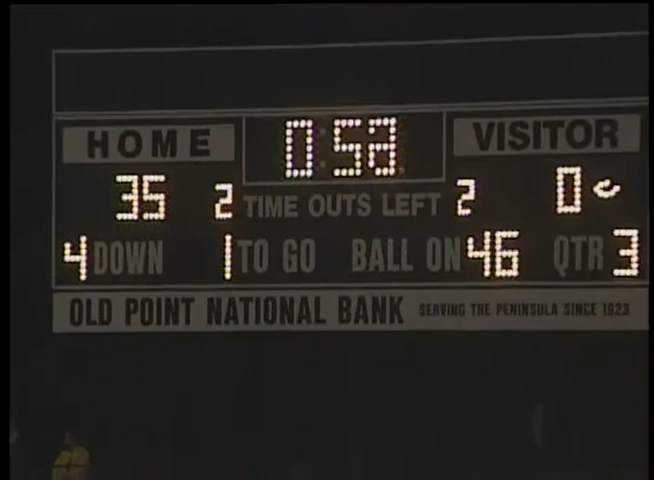 HOME 0:58 VISITOR
35 2 TIME OUTS LEFT 2 0
4 DOWN 1 TO GO BALL ON 46 QTR 3
OLD POINT NATIONAL BANK SERVING THE PENINSULA SINCE 1923